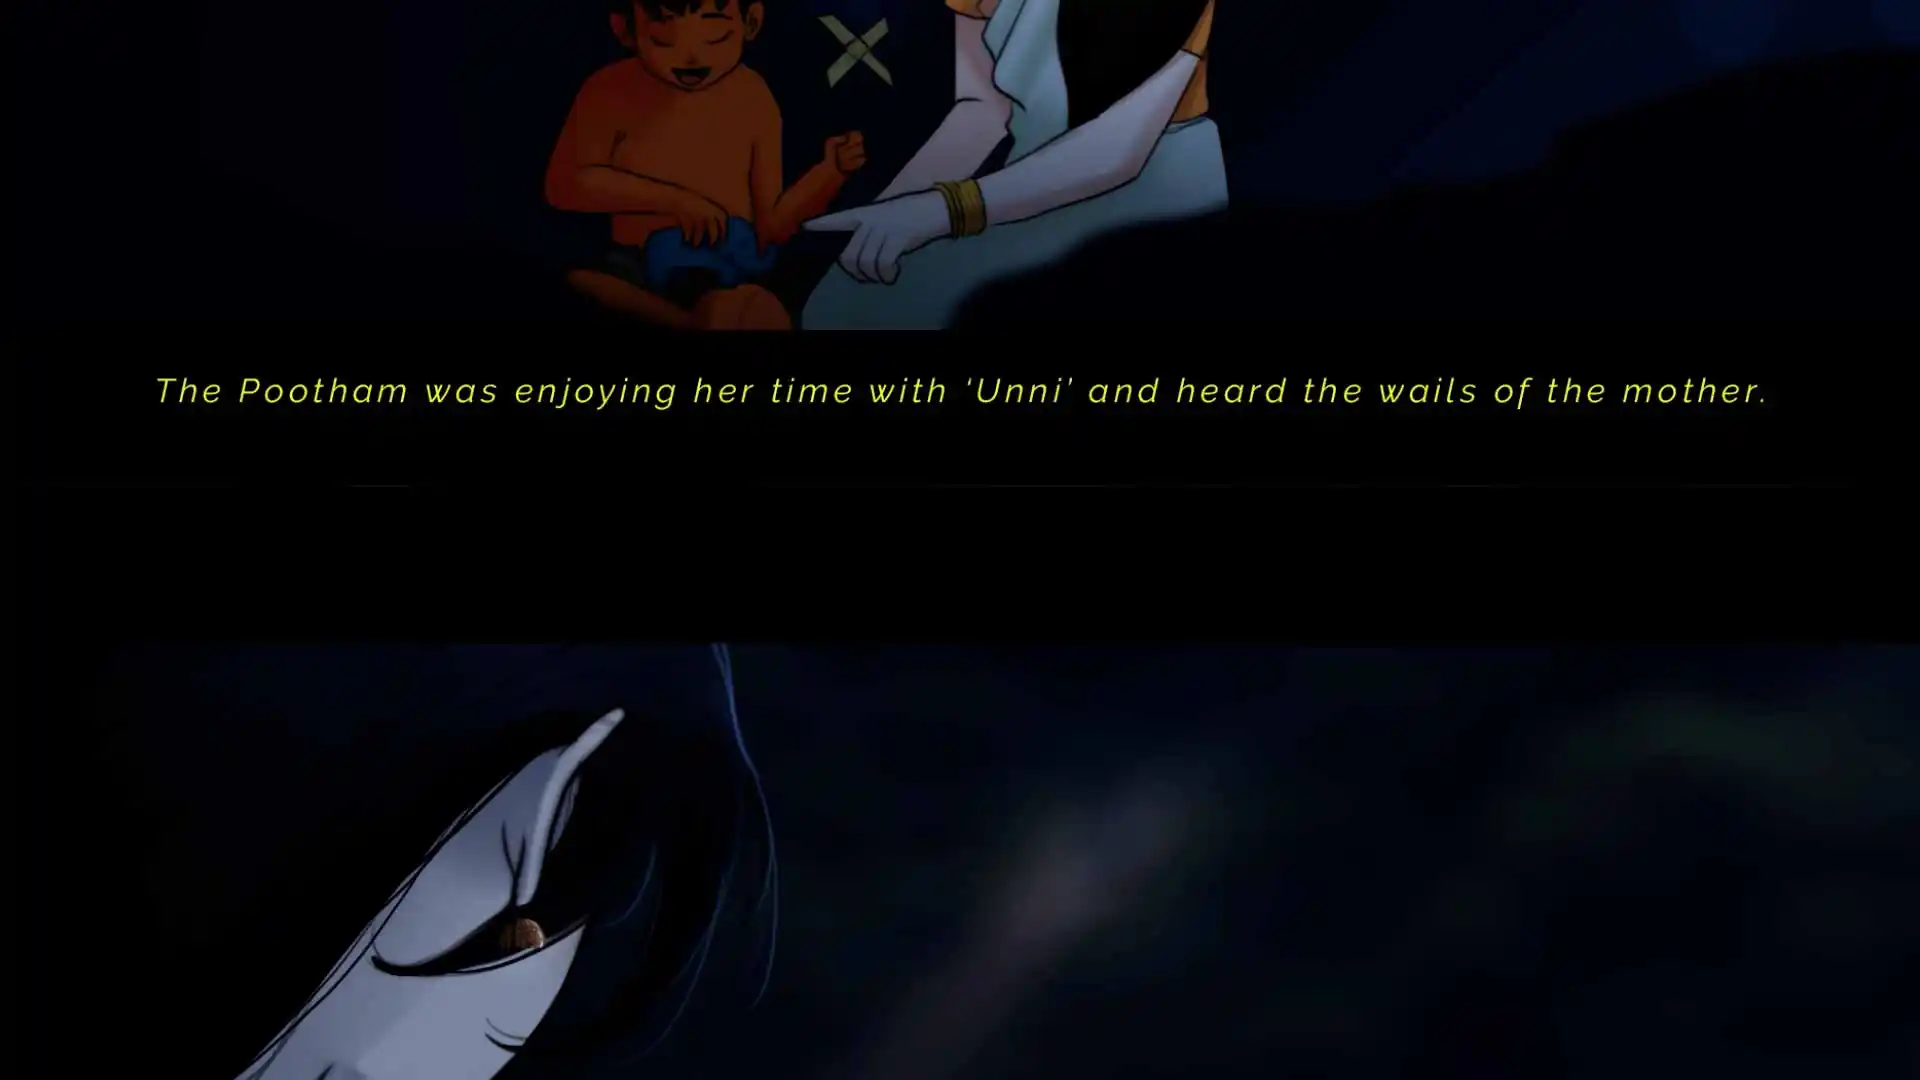 The Pootham was enjoying her time with ‘Unni’ and heard the wails of the mother.